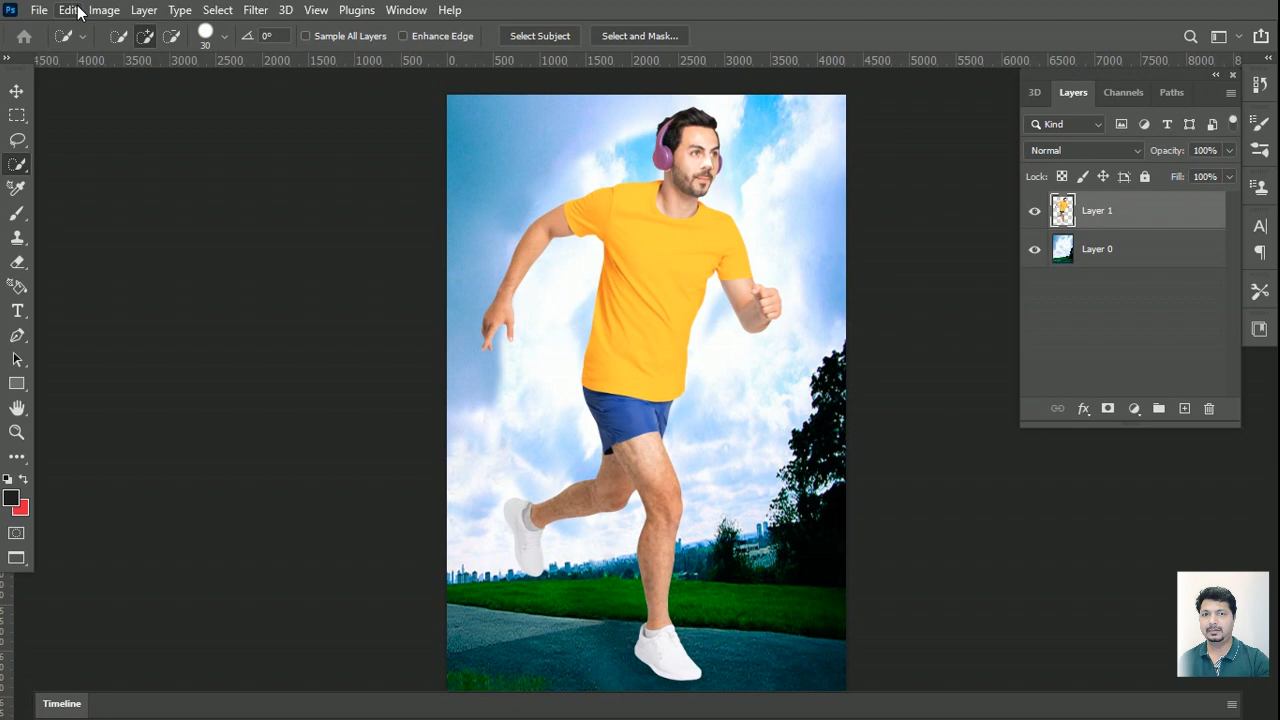 Ps File Edit Image Layer Type Select Filter 3D View Plugins Window Help
30 0° Sample All Layers Enhance Edge Select Subject Select and Mask...
4500 4000 3500 3000 2500 2000 1500 1000 500 0 500 1000 1500 2000 2500 3000 3500 4000 4500 5000 5500 6000 6500 7000 7500 8000 8
3D Layers Channels Paths
Kind
Normal Opacity: 100%
Lock: Fill: 100%
Layer 1
Layer 0
Timeline